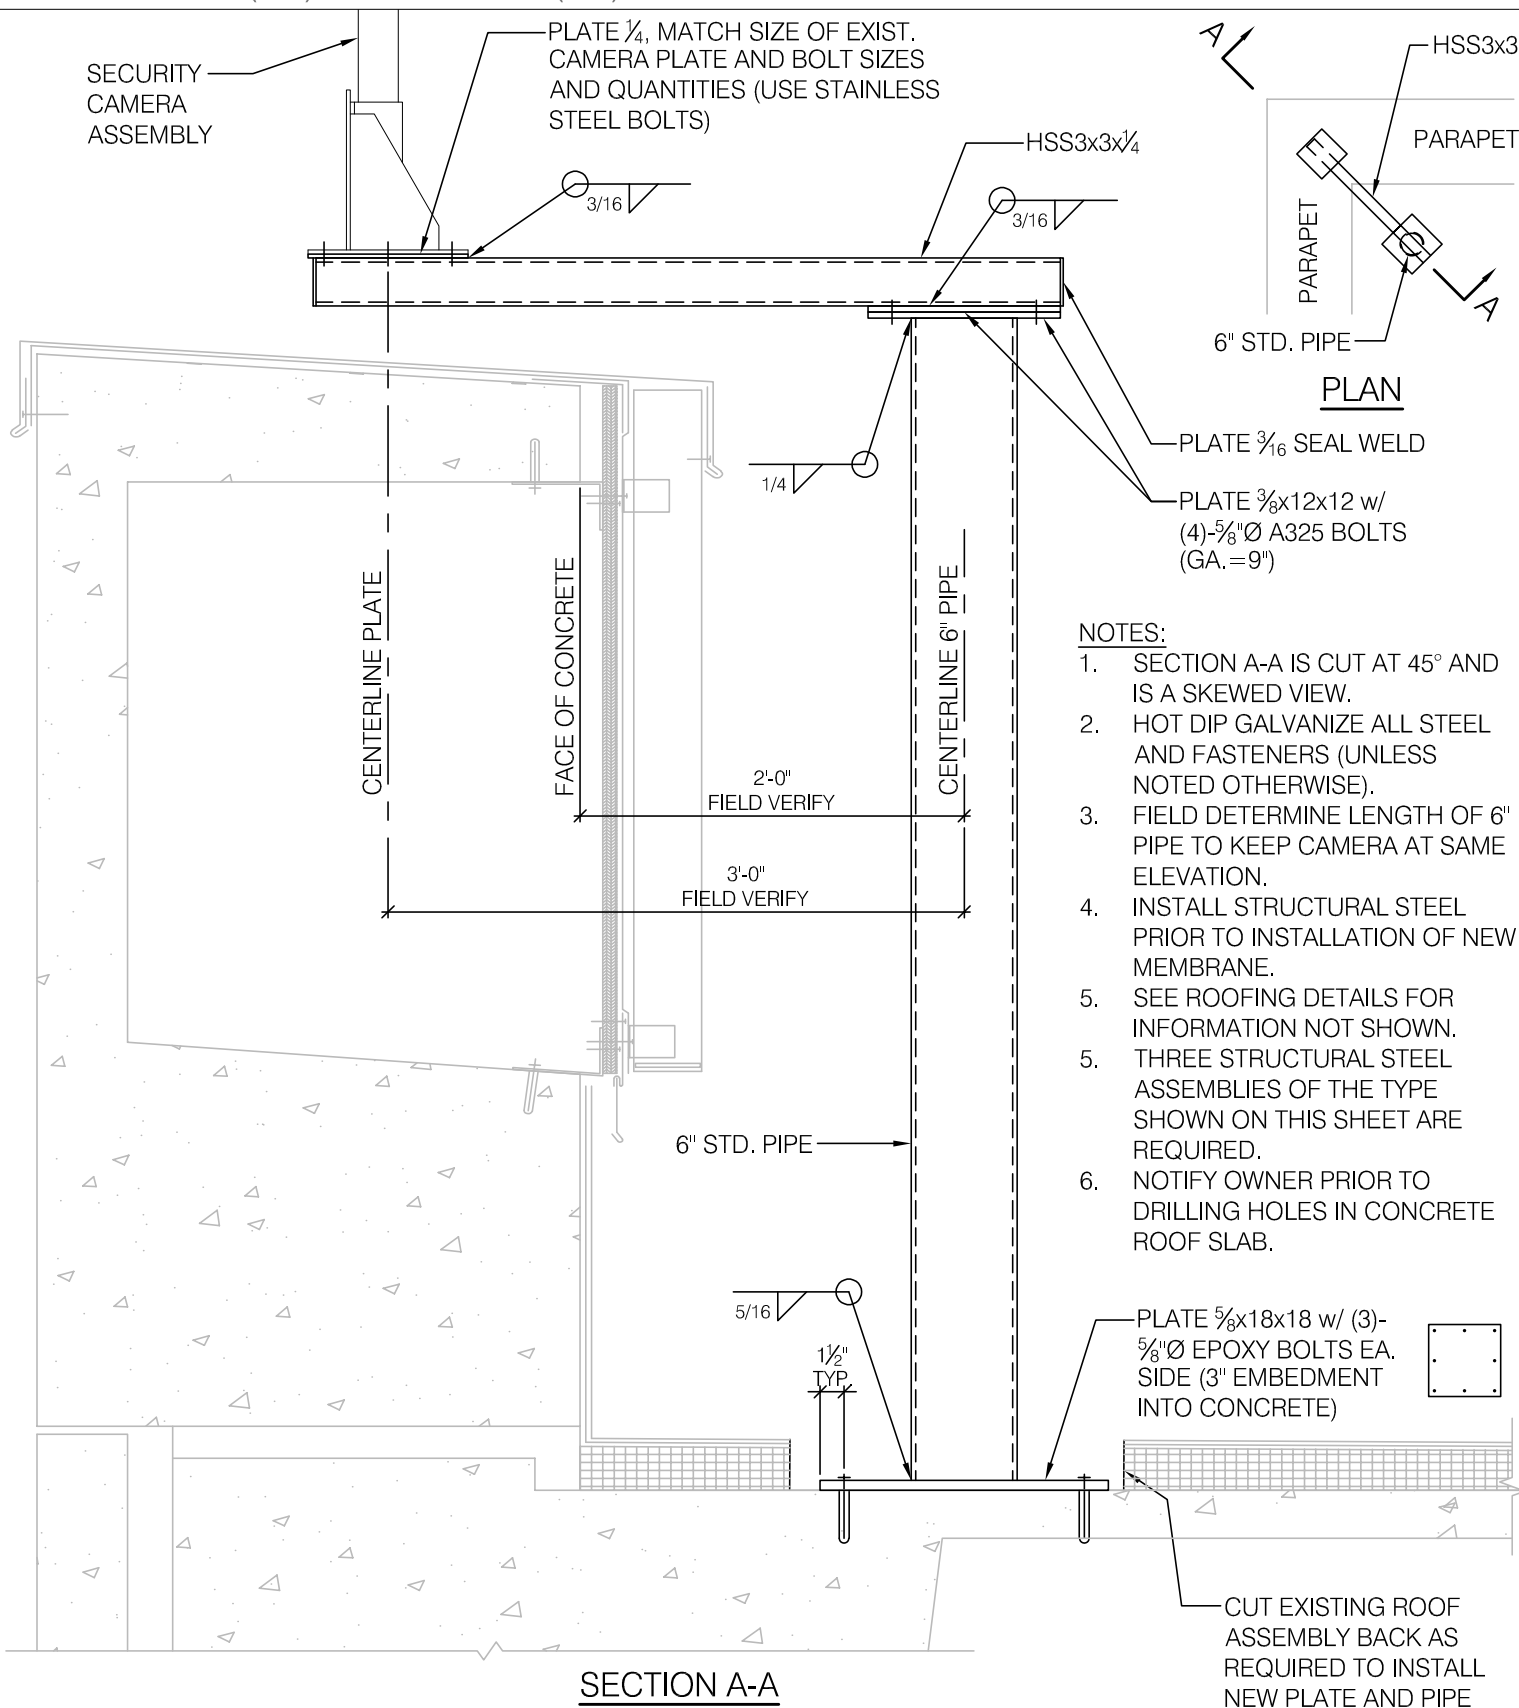 SECURITY
CAMERA
ASSEMBLY
PLATE 1/4, MATCH SIZE OF EXIST.
CAMERA PLATE AND BOLT SIZES
AND QUANTITIES (USE STAINLESS
STEEL BOLTS)
3/16
HSS3x3x1/4
3/16
A
HSS3x3
PARAPET
PARAPET
A
6" STD. PIPE
PLAN
PLATE 3/16 SEAL WELD
1/4
PLATE 3/8x12x12 w/
(4)-5/8"Ø A325 BOLTS
(GA.=9")
CENTERLINE PLATE
FACE OF CONCRETE
CENTERLINE 6" PIPE
2'-0"
FIELD VERIFY
3'-0"
FIELD VERIFY
NOTES:
1. SECTION A-A IS CUT AT 45° AND
IS A SKEWED VIEW.
2. HOT DIP GALVANIZE ALL STEEL
AND FASTENERS (UNLESS
NOTED OTHERWISE).
3. FIELD DETERMINE LENGTH OF 6"
PIPE TO KEEP CAMERA AT SAME
ELEVATION.
4. INSTALL STRUCTURAL STEEL
PRIOR TO INSTALLATION OF NEW
MEMBRANE.
5. SEE ROOFING DETAILS FOR
INFORMATION NOT SHOWN.
5. THREE STRUCTURAL STEEL
ASSEMBLIES OF THE TYPE
SHOWN ON THIS SHEET ARE
REQUIRED.
6. NOTIFY OWNER PRIOR TO
DRILLING HOLES IN CONCRETE
ROOF SLAB.
6" STD. PIPE
5/16
1 1/2"
TYP.
PLATE 5/8x18x18 w/ (3)-
5/8"Ø EPOXY BOLTS EA.
SIDE (3" EMBEDMENT
INTO CONCRETE)
CUT EXISTING ROOF
ASSEMBLY BACK AS
REQUIRED TO INSTALL
NEW PLATE AND PIPE
SECTION A-A